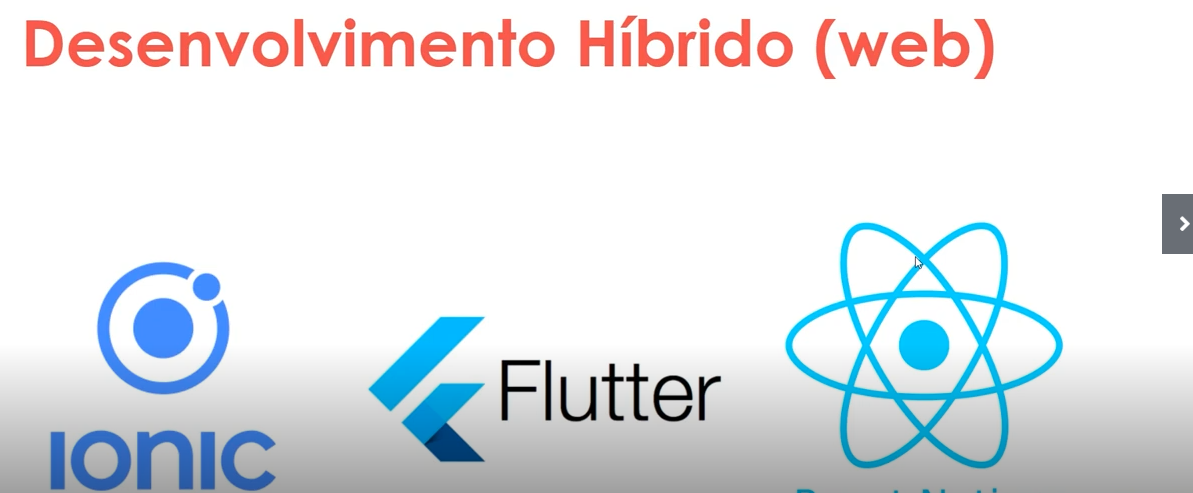 Desenvolvimento Híbrido (web)
Flutter
IONIC